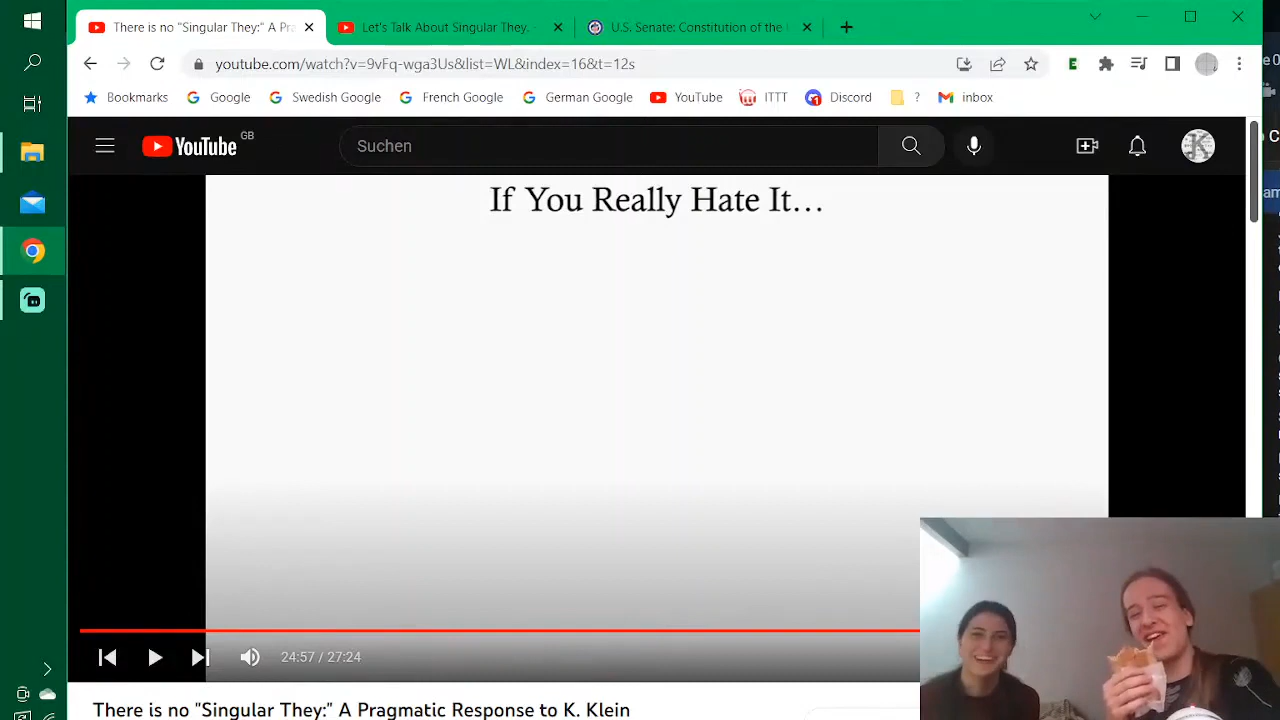 There is no "Singular They:" A Pra
Let's Talk About Singular They.
U.S. Senate: Constitution of the
youtube.com/watch?v=9vFq-wga3Us&list=WL&index=16&t=12s
Bookmarks
Google
Swedish Google
French Google
German Google
YouTube
ITTT
Discord
?
inbox
YouTube
GB
Suchen
K
If You Really Hate It...
24:57 / 27:24
There is no "Singular They:" A Pragmatic Response to K. Klein